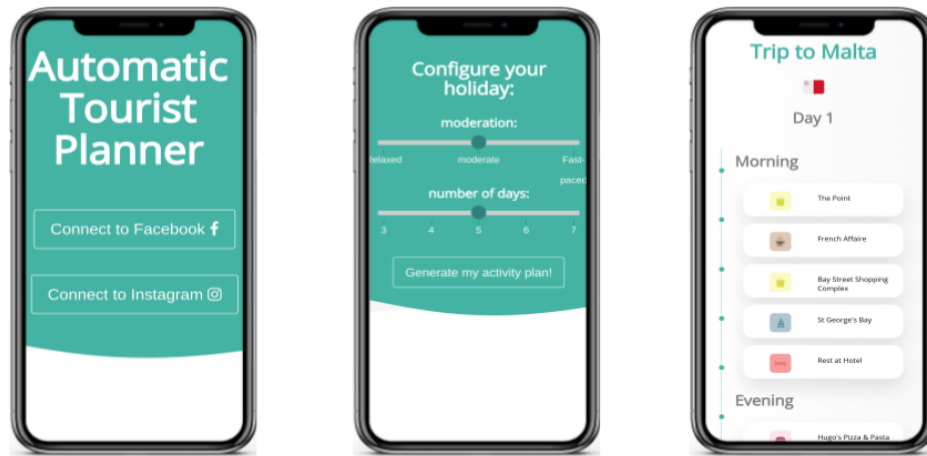 Automatic
Tourist
Planner
Connect to Facebook
Connect to Instagram
Configure your
holiday:
moderation:
relaxed moderate Fast-
paced
number of days:
3 4 5 6 7
Generate my activity plan!
Trip to Malta
Day 1
Morning
The Point
French Affaire
Bay Street Shopping
Complex
St George's Bay
Rest at Hotel
Evening
Hugo's Pizza & Pasta